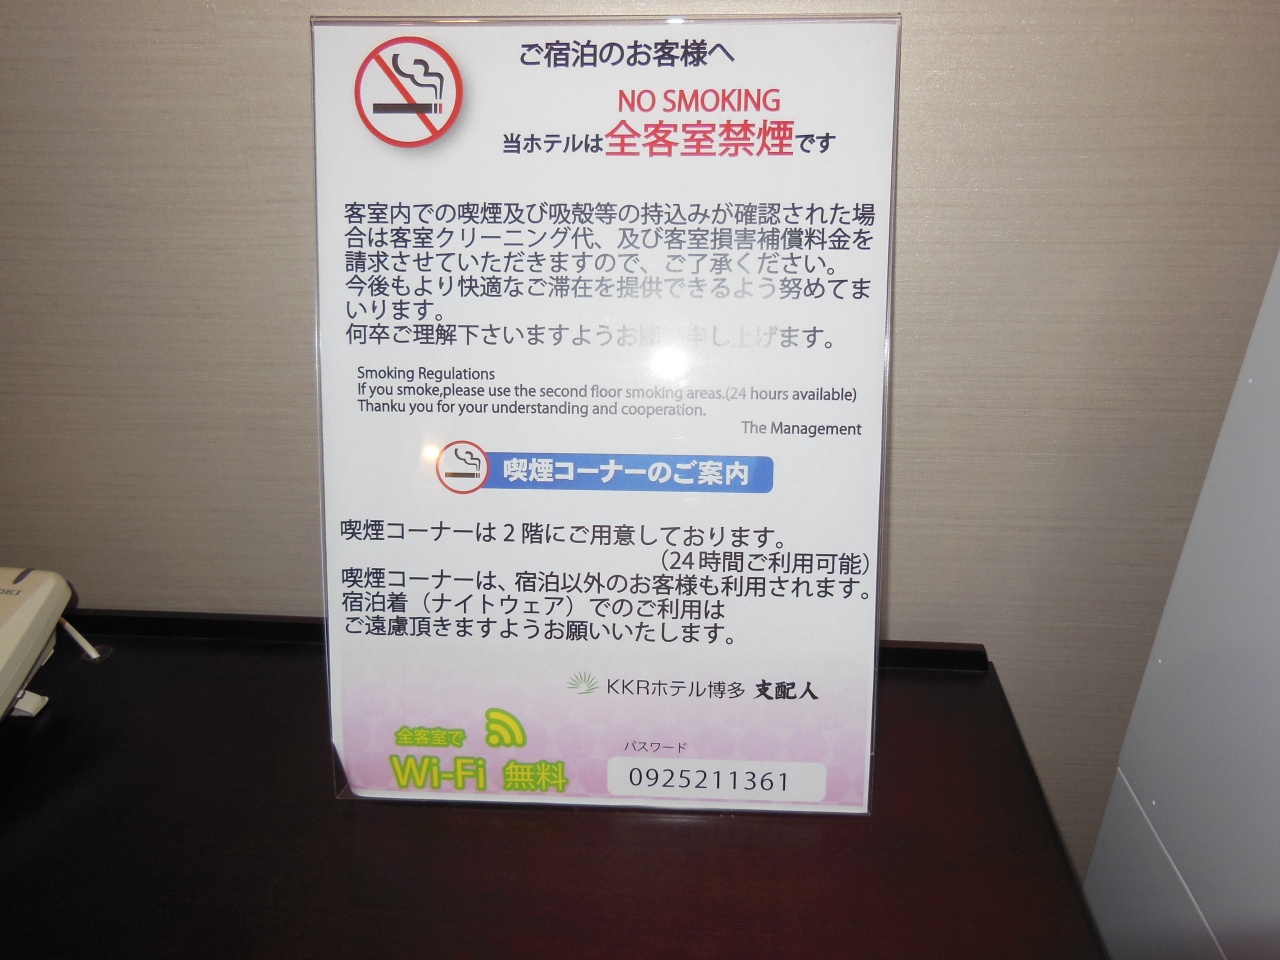 ご宿泊のお客様へ
NO SMOKING
当ホテルは全客室禁煙です
客室内での喫煙及び吸殻等の持込みが確認された場
合は客室クリーニング代、及び客室損害補償料金を
請求させていただきますので、ご了承ください。
今後もより快適なご滞在を提供できるよう努めてま
いります。
何卒ご理解下さいますようお願い申し上げます。
Smoking Regulations
If you smoke,please use the second floor smoking areas.(24 hours available)
Thanku you for your understanding and cooperation.
The Management
喫煙コーナーのご案内
喫煙コーナーは2階にご用意しております。
(24時間ご利用可能)
喫煙コーナーは、宿泊以外のお客様も利用されます。
宿泊着（ナイトウェア）でのご利用は
ご遠慮頂きますようお願いいたします。
KKRホテル博多 支配人
全客室で
Wi-Fi 無料
パスワード
0925211361